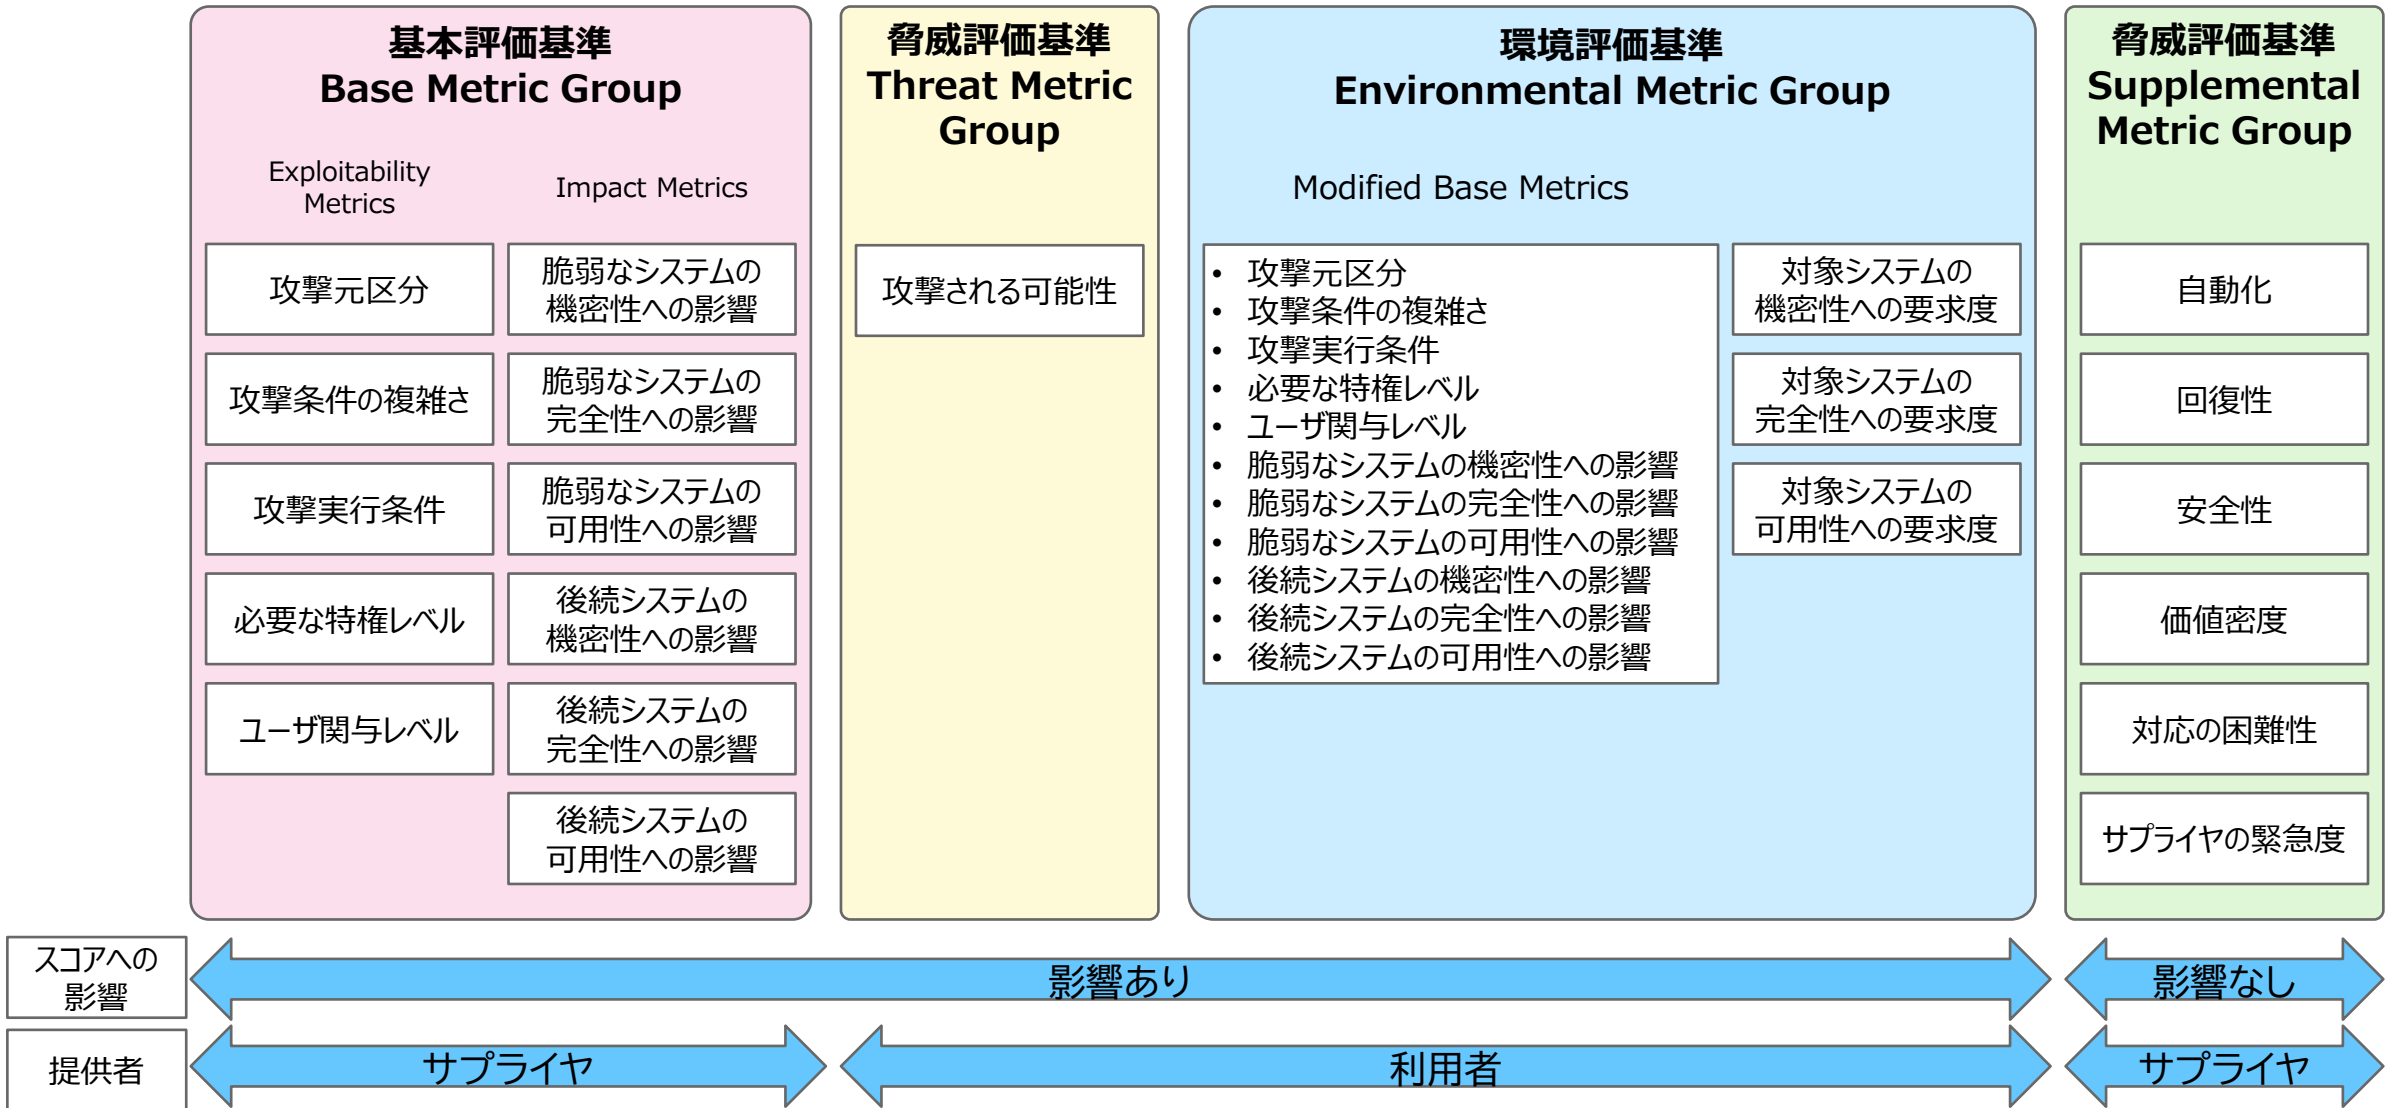 基本評価基準
Base Metric Group
Exploitability
Metrics
Impact Metrics
攻撃元区分
攻撃条件の複雑さ
攻撃実行条件
必要な特権レベル
ユーザ関与レベル
脆弱なシステムの
機密性への影響
脆弱なシステムの
完全性への影響
脆弱なシステムの
可用性への影響
後続システムの
機密性への影響
後続システムの
完全性への影響
後続システムの
可用性への影響
脅威評価基準
Threat Metric
Group
攻撃される可能性
環境評価基準
Environmental Metric Group
Modified Base Metrics
• 攻撃元区分
• 攻撃条件の複雑さ
• 攻撃実行条件
• 必要な特権レベル
• ユーザ関与レベル
• 脆弱なシステムの機密性への影響
• 脆弱なシステムの完全性への影響
• 脆弱なシステムの可用性への影響
• 後続システムの機密性への影響
• 後続システムの完全性への影響
• 後続システムの可用性への影響
対象システムの
機密性への要求度
対象システムの
完全性への要求度
対象システムの
可用性への要求度
脅威評価基準
Supplemental
Metric Group
自動化
回復性
安全性
価値密度
対応の困難性
サプライヤの緊急度
スコアへの
影響
影響あり
影響なし
提供者
サプライヤ
利用者
サプライヤ